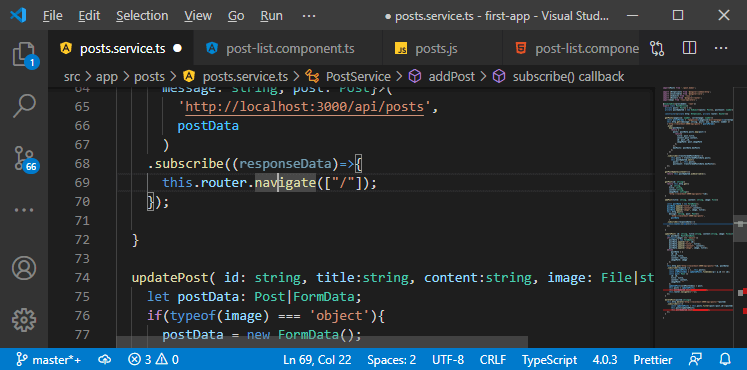 File Edit Selection View Go Run ... • posts.service.ts - first-app - Visual Stud...
posts.service.ts ● post-list.component.ts posts.js post-list.compone
src > app > posts > posts.service.ts > PostService > addPost > subscribe() callback
64 message: string, post: Post}>(
65 'http://localhost:3000/api/posts',
66 postData
67 )
68 .subscribe((responseData)=>{
69 this.router.navigate(["/"]);
70 });
71
72 }
73
74 updatePost( id: string, title:string, content:string, image: File|st
75 let postData: Post|FormData;
76 if(typeof(image) === 'object'){
77 postData = new FormData();
1
66
master*+ 3 0 Ln 69, Col 22 Spaces: 2 UTF-8 CRLF TypeScript 4.0.3 Prettier